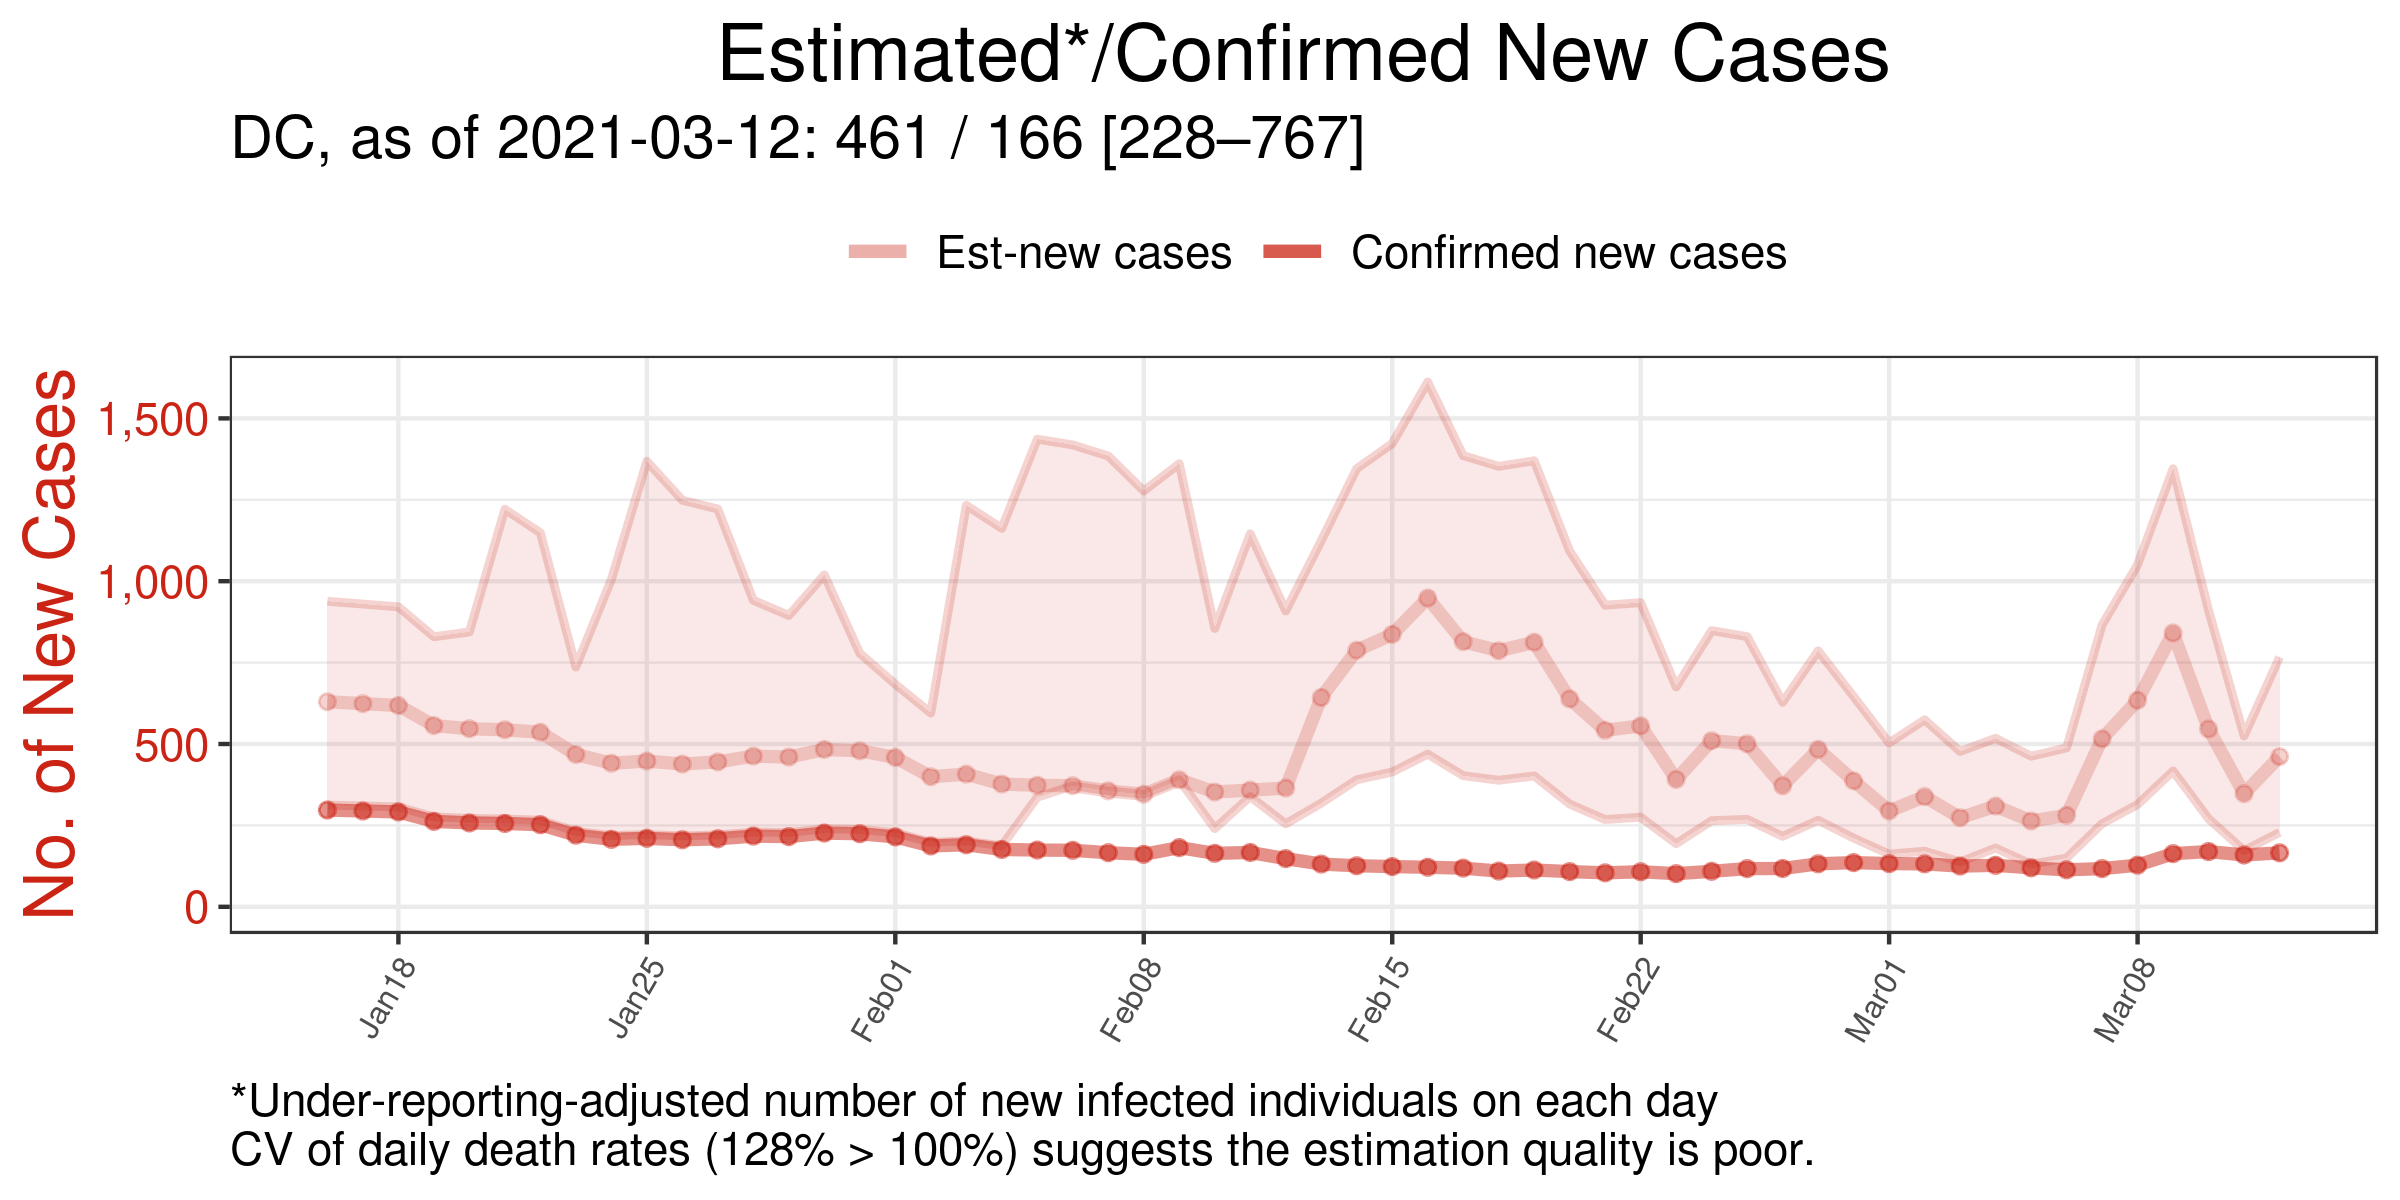 Estimated*/Confirmed New Cases
DC, as of 2021-03-12: 461 / 166 [228–767]
Est-new cases Confirmed new cases
No. of New Cases
1,500
1,000
500
0
Jan18 Jan25 Feb01 Feb08 Feb15 Feb22 Mar01 Mar08
*Under-reporting-adjusted number of new infected individuals on each day
CV of daily death rates (128% > 100%) suggests the estimation quality is poor.